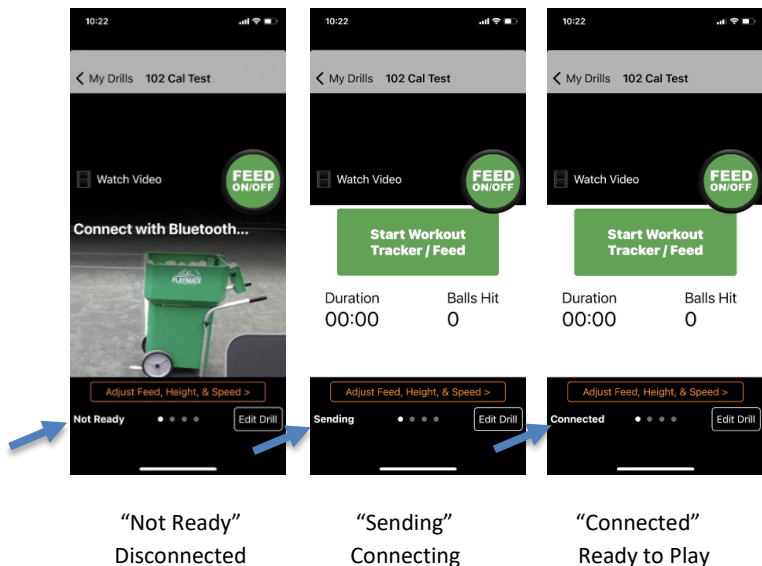 10:22
My Drills 102 Cal Test
Watch Video
FEED
ON/OFF
Connect with Bluetooth...
PLAYMATE
Adjust Feed, Height, & Speed >
Not Ready
Edit Drill
"Not Ready"
Disconnected
10:22
My Drills 102 Cal Test
Watch Video
FEED
ON/OFF
Start Workout
Tracker / Feed
Duration Balls Hit
00:00 0
Adjust Feed, Height, & Speed >
Sending
Edit Drill
"Sending"
Connecting
10:22
My Drills 102 Cal Test
Watch Video
FEED
ON/OFF
Start Workout
Tracker / Feed
Duration Balls Hit
00:00 0
Adjust Feed, Height, & Speed >
Connected
Edit Drill
"Connected"
Ready to Play